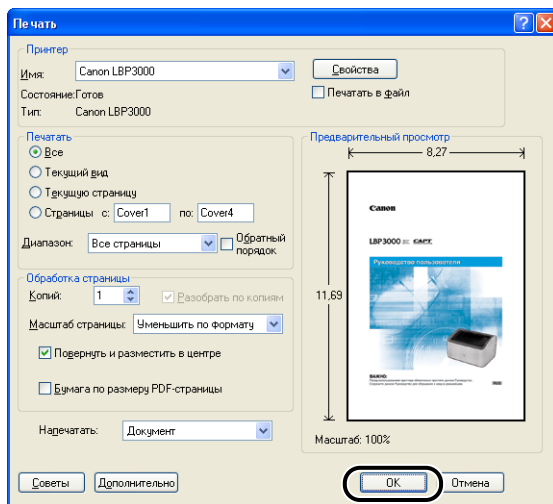 Печать
Принтер
Имя: Canon LBP3000
Свойства
Состояние: Готов
Печатать в файл
Тип: Canon LBP3000
Печатать
Все
Текущий вид
Текущую страницу
Страницы с: Cover1 по: Cover4
Диапазон: Все страницы
Обратный порядок
Обработка страницы
Копий: 1
Разобрать по копиям
Масштаб страницы: Уменьшить по формату
Повернуть и разместить в центре
Бумага по размеру PDF-страницы
Напечатать: Документ
Предварительный просмотр
8,27
11,69
Canon
LBP3000 CAPT
Руководство пользователя
ВАЖНО:
Масштаб: 100%
Советы
Дополнительно
OK
Отмена